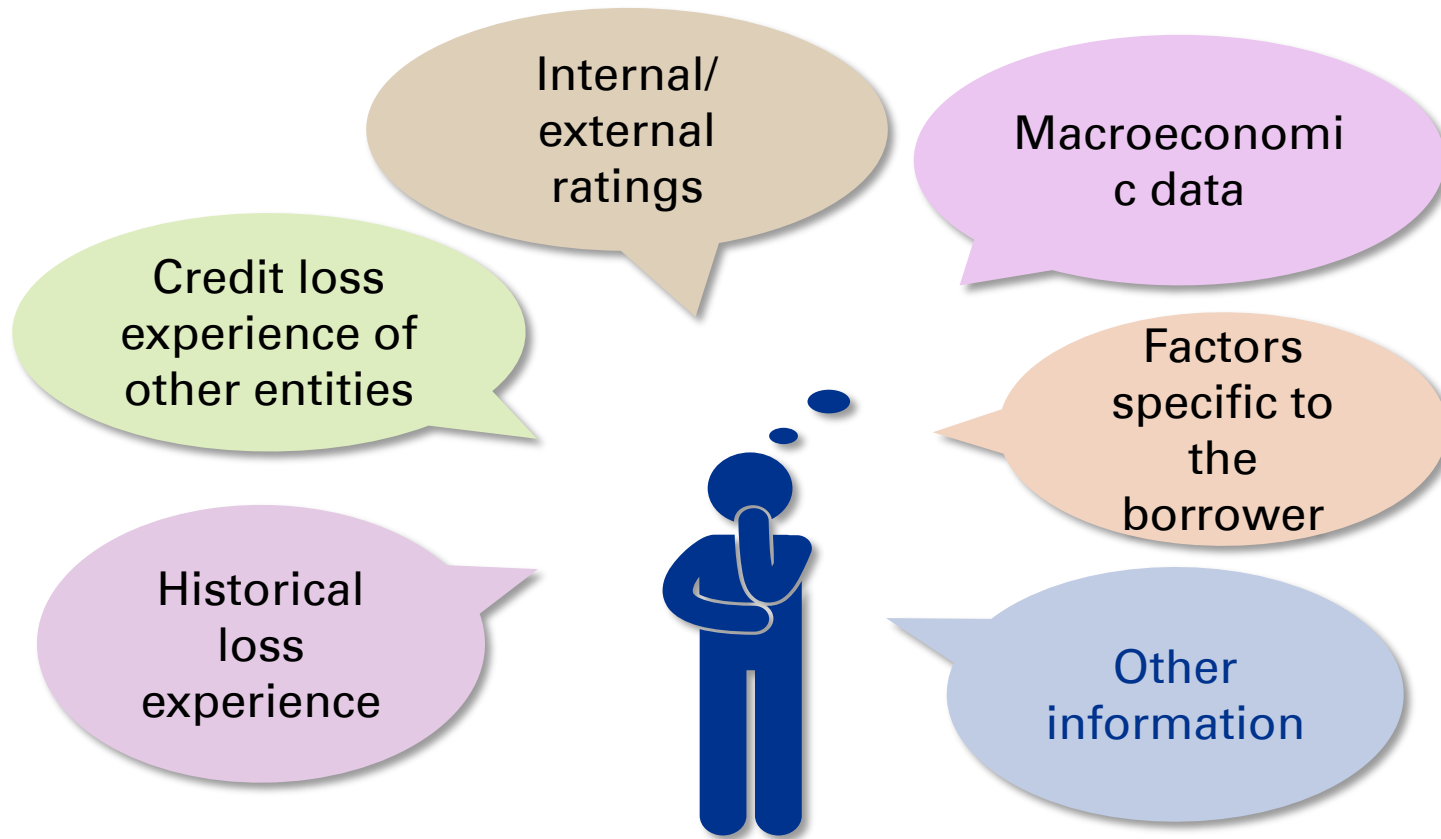 Internal/
external
ratings
Macroeconomi
c data
Credit loss
experience of
other entities
Factors
specific to
the
borrower
Historical
loss
experience
Other
information